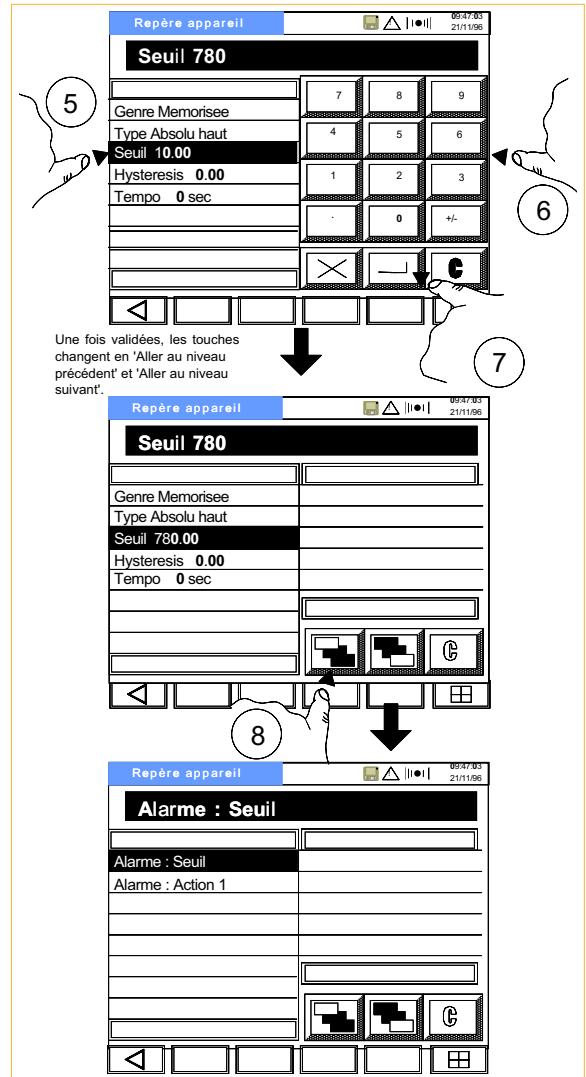 Repère appareil
09:47:03
21/11/96
Seuil 780
Genre Memorisee
Type Absolu haut
Seuil 10.00
Hysteresis 0.00
Tempo 0 sec
7 8 9
4 5 6
1 2 3
. 0 +/-
C
5
6
7
Une fois validées, les touches
changent en 'Aller au niveau
précédent' et 'Aller au niveau
suivant'.
Repère appareil
09:47:03
21/11/96
Seuil 780
Genre Memorisee
Type Absolu haut
Seuil 780.00
Hysteresis 0.00
Tempo 0 sec
C
8
Repère appareil
09:47:03
21/11/96
Alarme : Seuil
Alarme : Seuil
Alarme : Action 1
C